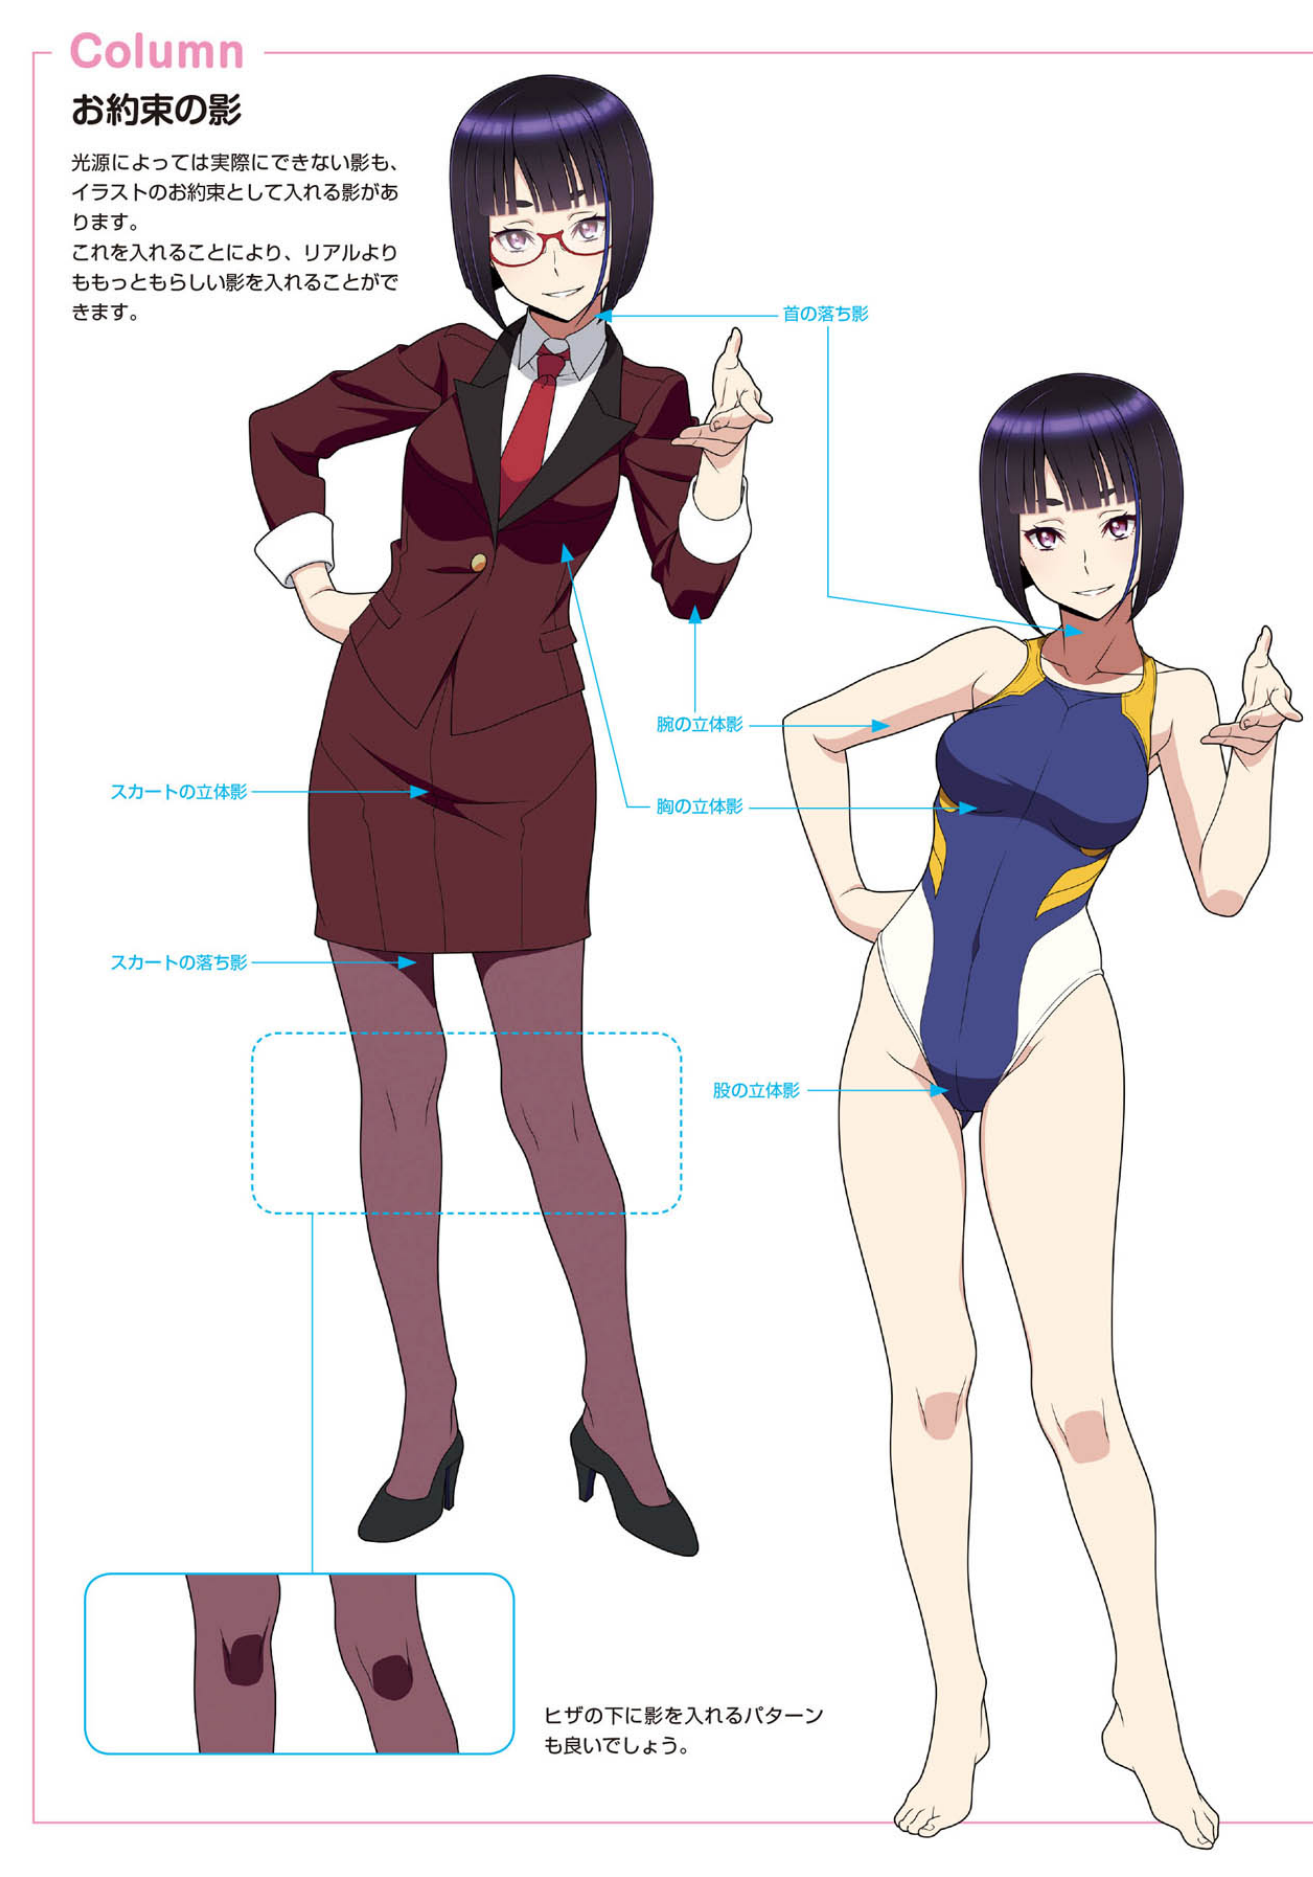 Column
お約束の影
光源によっては実際にできない影も、
イラストのお約束として入れる影があ
ります。
これを入れることにより、リアルより
ももっともらしい影を入れることがで
きます。
首の落ち影
腕の立体影
スカートの立体影
胸の立体影
スカートの落ち影
股の立体影
ヒザの下に影を入れるパターン
も良いでしょう。